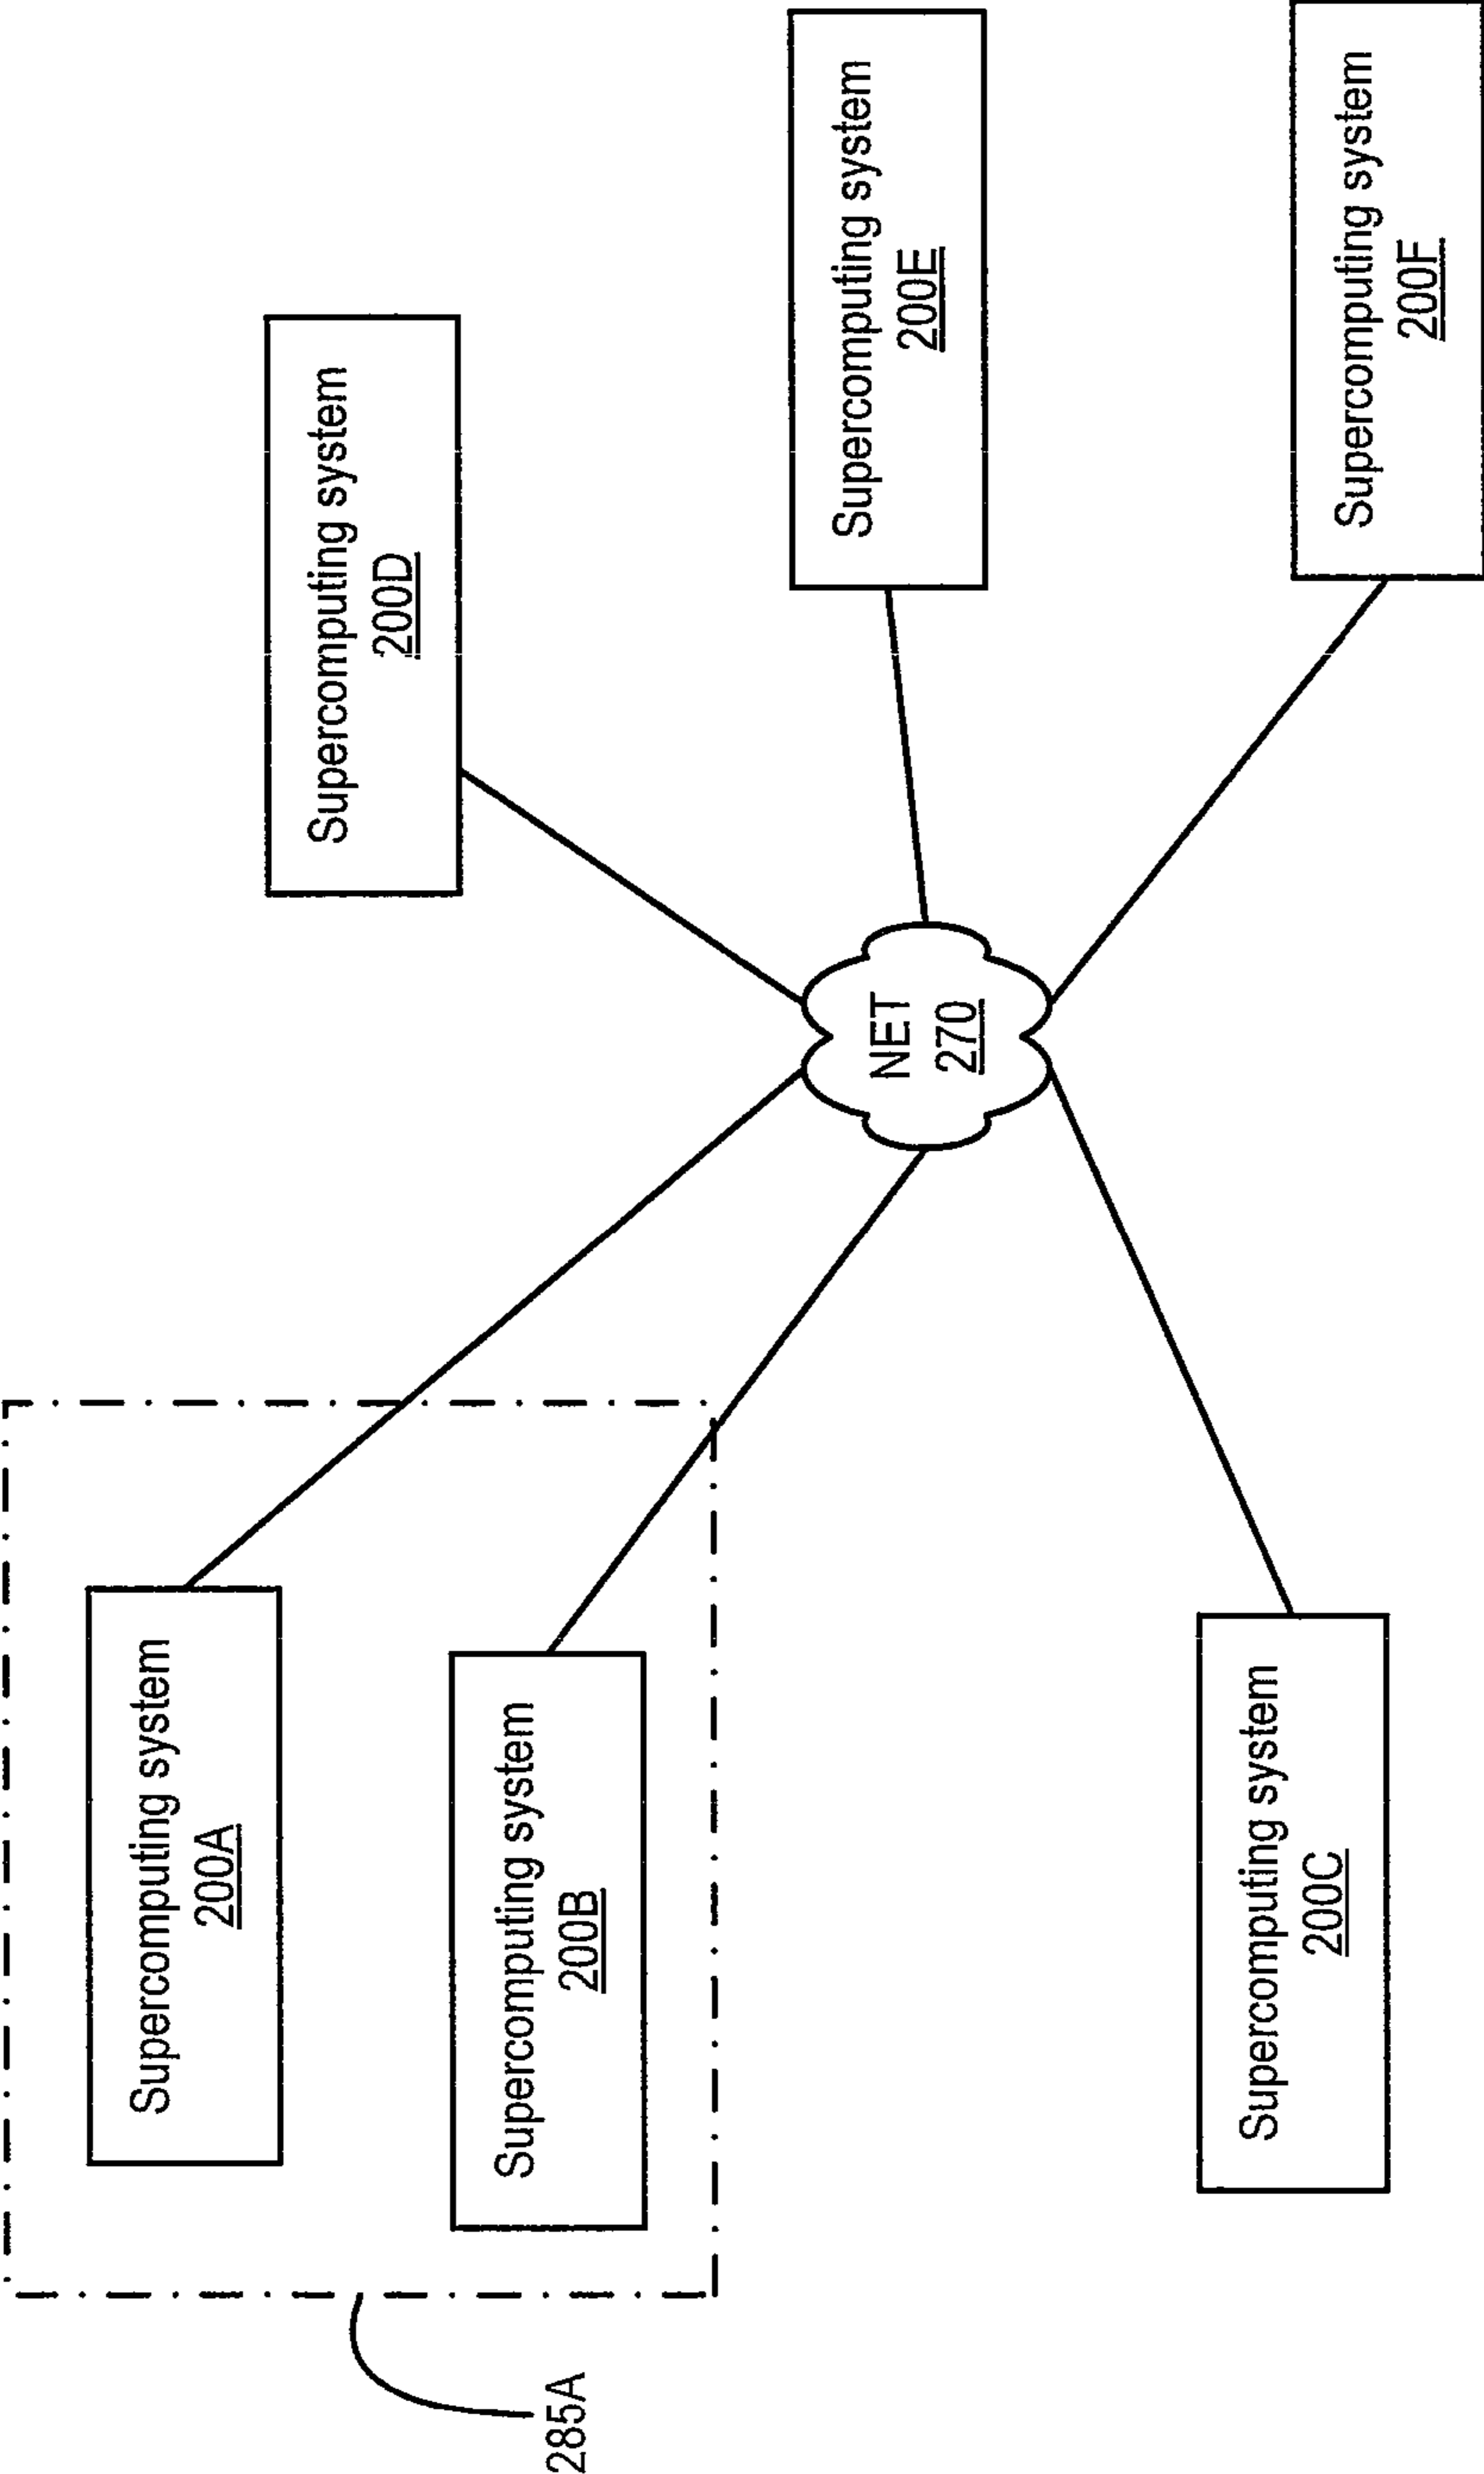 Supercomputing system
200A
Supercomputing system
200B
285A
Supercomputing system
200C
NET
270
Supercomputing system
200D
Supercomputing system
200E
Supercomputing system
200F